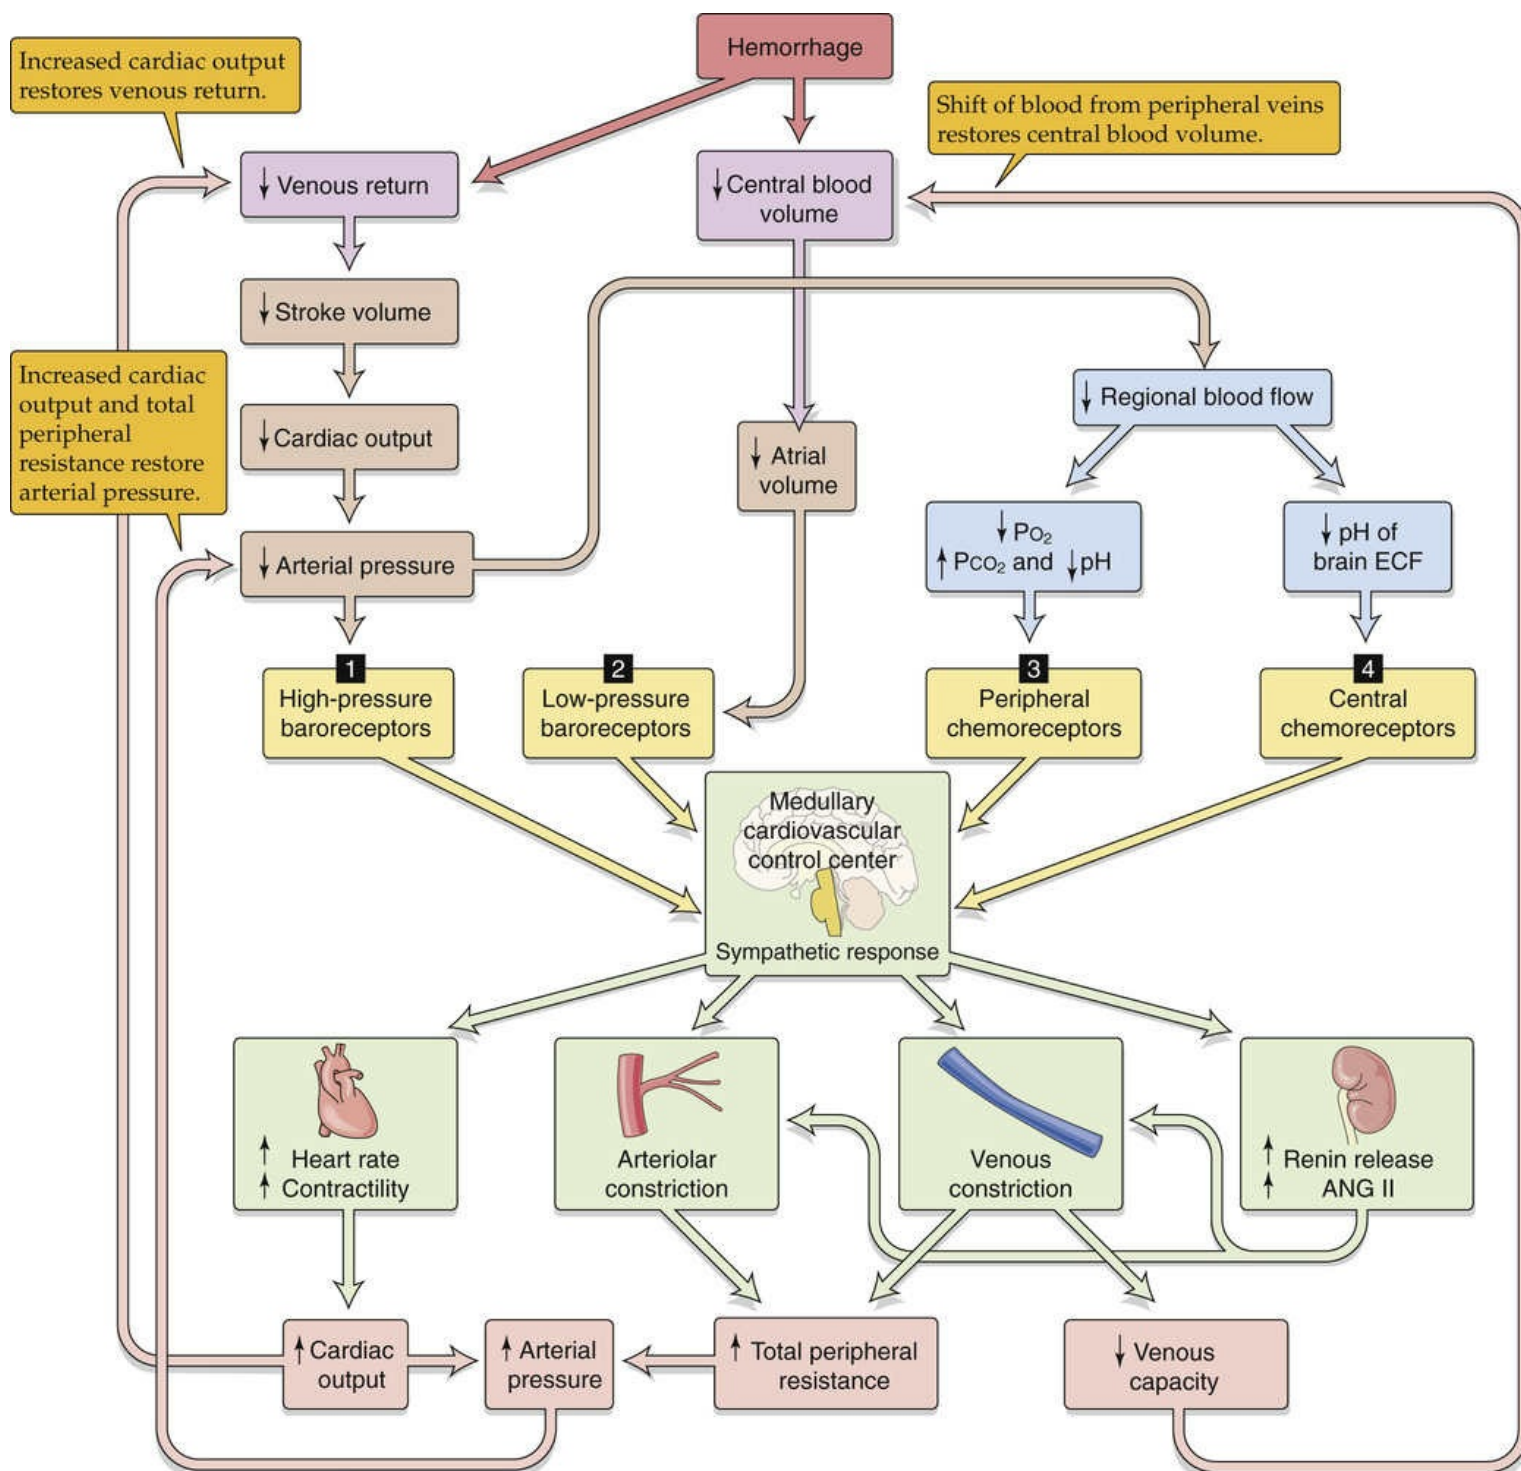 Hemorrhage
Increased cardiac output
restores venous return.
Shift of blood from peripheral veins
restores central blood volume.
↓ Venous return
↓ Central blood
volume
↓ Stroke volume
Increased cardiac
output and total
peripheral
resistance restore
arterial pressure.
↓ Cardiac output
↓ Atrial
volume
↓ Regional blood flow
↓ Arterial pressure
↓ PO₂
↑ PCO₂ and ↓pH
↓ pH of
brain ECF
1
High-pressure
baroreceptors
2
Low-pressure
baroreceptors
3
Peripheral
chemoreceptors
4
Central
chemoreceptors
Medullary
cardiovascular
control center
Sympathetic response
↑ Heart rate
↑ Contractility
Arteriolar
constriction
Venous
constriction
↑ Renin release
↑ ANG II
↑ Cardiac
output
↑ Arterial
pressure
↑ Total peripheral
resistance
↓ Venous
capacity